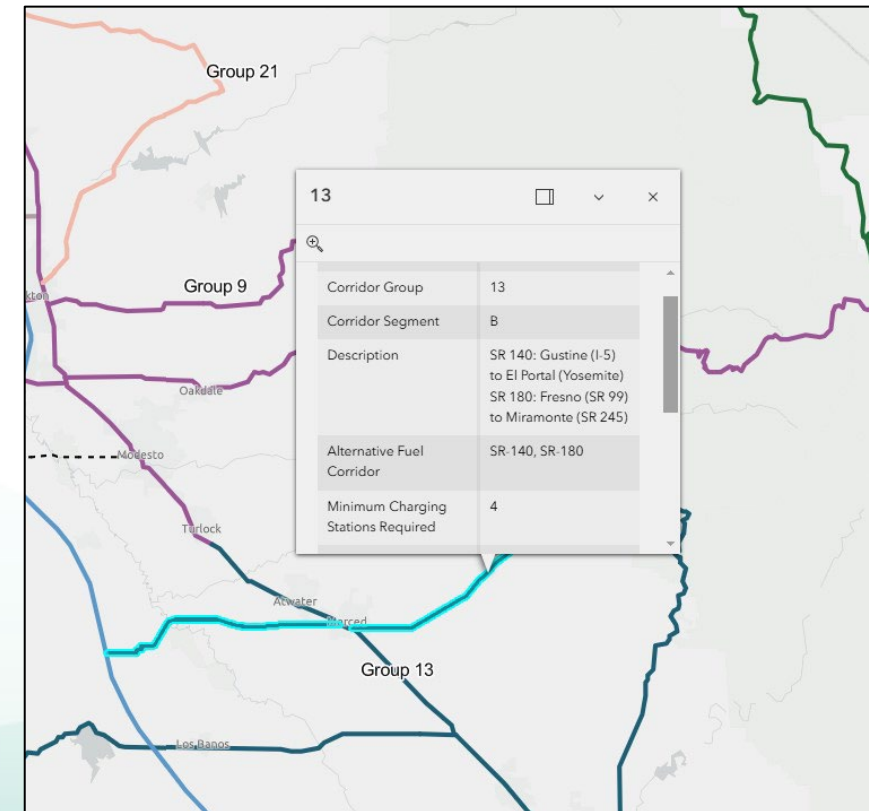 Group 21
13
Group 9
kton
Corridor Group 13
Corridor Segment B
Description SR 140: Gustine (I-5)
to El Portal (Yosemite)
SR 180: Fresno (SR 99)
to Miramonte (SR 245)
Oakdale
Alternative Fuel SR-140, SR-180
Corridor
Modesto
Minimum Charging 4
Stations Required
Turlock
Atwater
Merced
Group 13
Los Banos